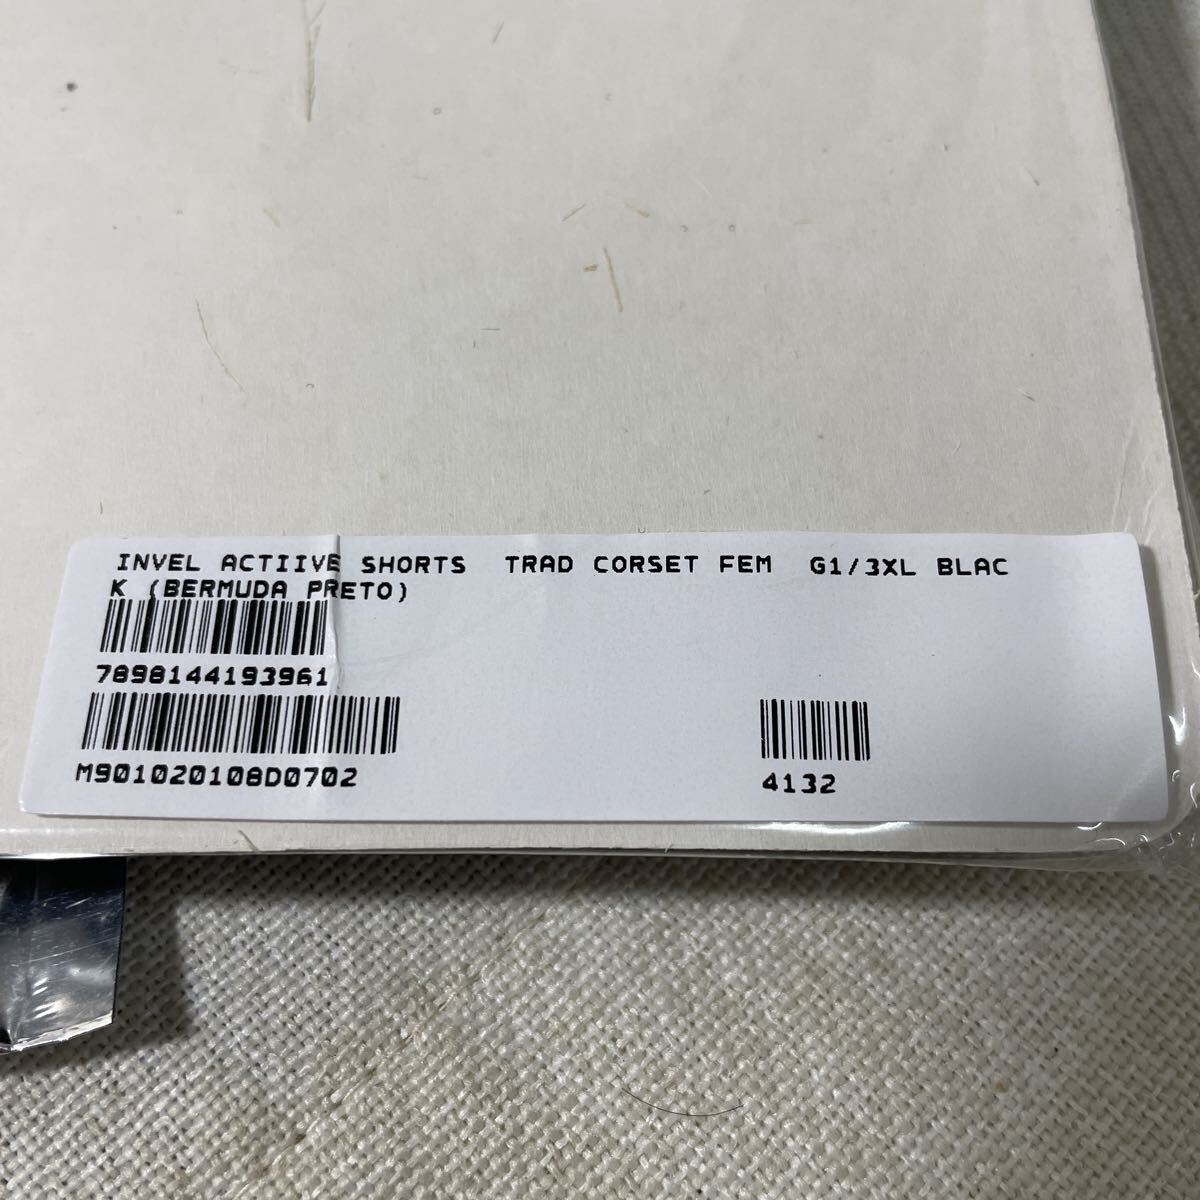 INVEL ACTIIVE SHORTS TRAD CORSET FEM G1/3XL BLAC
K (BERMUDA PRETO)
7898144193961
M901020108D0702
4132